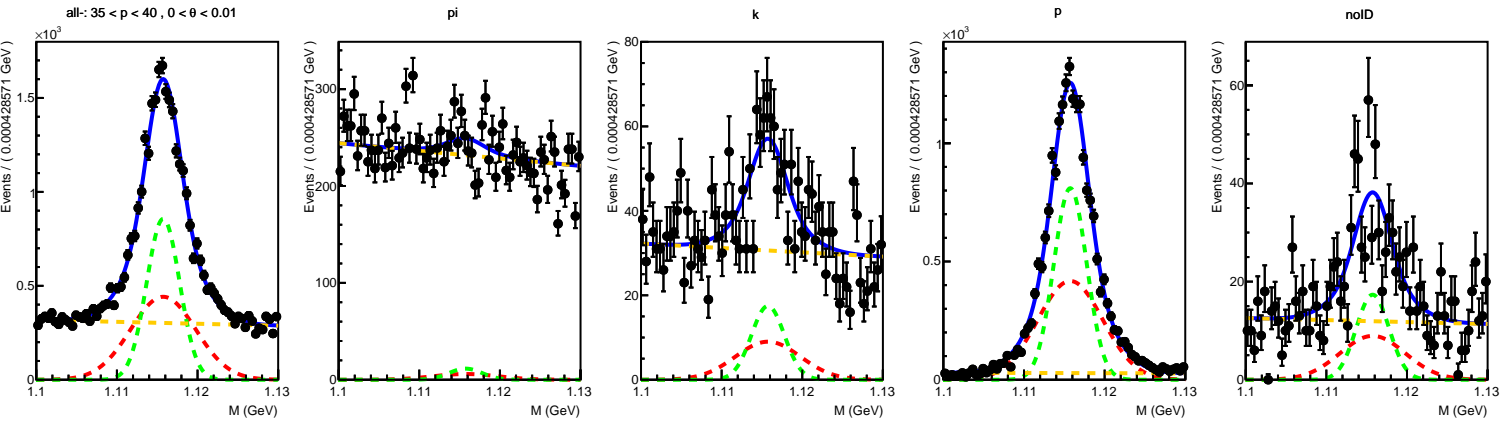 all-: 35 < p < 40 , 0 < θ < 0.01
×10³
Events / ( 0.000428571 GeV )
1.5
1
0.5
0
1.1
1.11
1.12
1.13
M (GeV)
pi
Events / ( 0.000428571 GeV )
300
200
100
0
1.1
1.11
1.12
1.13
M (GeV)
k
Events / ( 0.000428571 GeV )
80
60
40
20
0
1.1
1.11
1.12
1.13
M (GeV)
p
×10³
Events / ( 0.000428571 GeV )
1
0.5
0
1.1
1.11
1.12
1.13
M (GeV)
noID
Events / ( 0.000428571 GeV )
60
40
20
0
1.1
1.11
1.12
1.13
M (GeV)